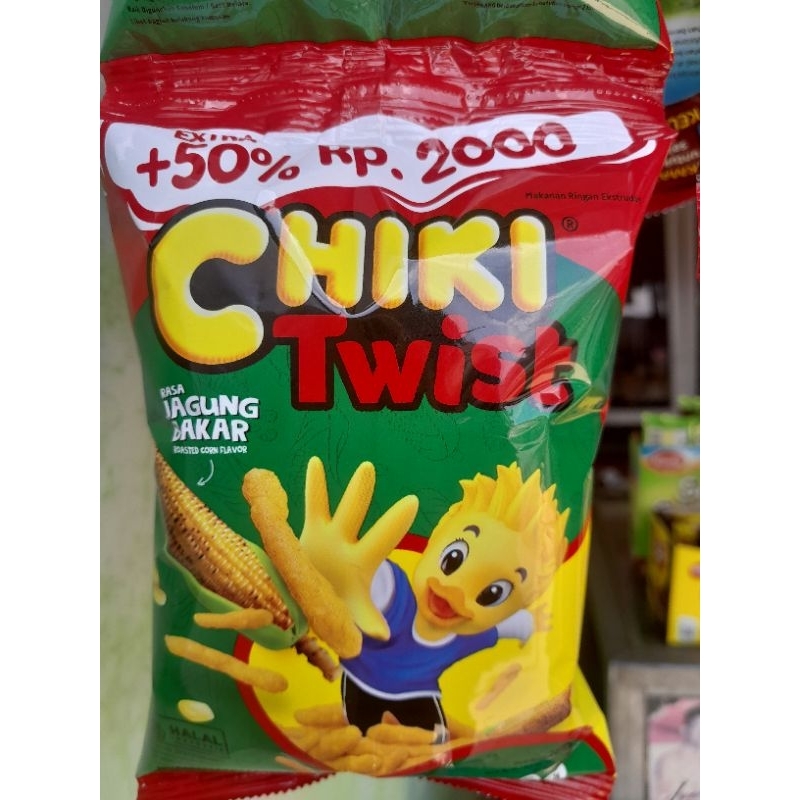 EXTRA
+50% Rp. 2000
Makanan Ringan Ekstrudat
CHIKI ®
Twist
RASA
JAGUNG
BAKAR
ROASTED CORN FLAVOR
HALAL